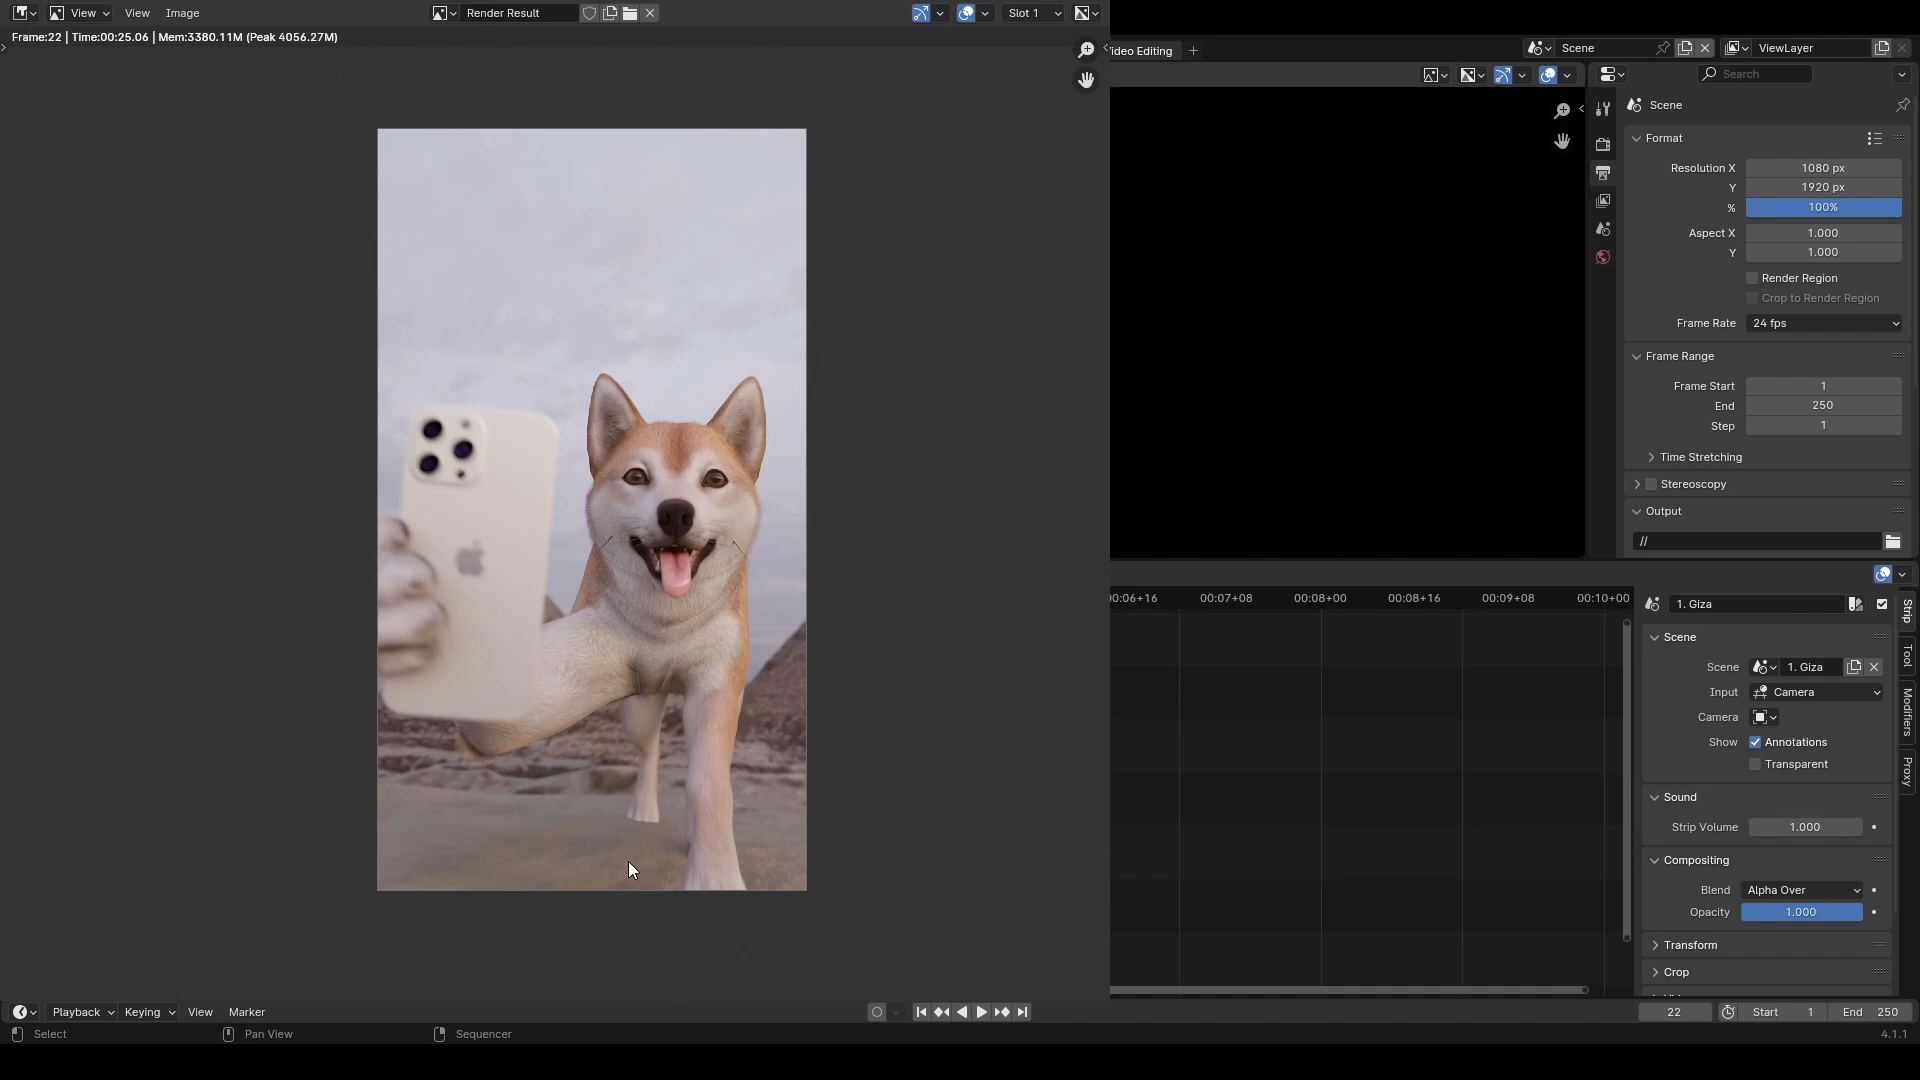 View View Image Render Result Slot 1
Frame:22 | Time:00:25.06 | Mem:3380.11M (Peak 4056.27M)
ideo Editing + Scene ViewLayer
Search
Scene
Format
Resolution X 1080 px
Y 1920 px
% 100%
Aspect X 1.000
Y 1.000
Render Region
Crop to Render Region
Frame Rate 24 fps
Frame Range
Frame Start 1
End 250
Step 1
Time Stretching
Stereoscopy
Output
//
00:06+16 00:07+08 00:08+00 00:08+16 00:09+08 00:10+00
1. Giza
Strip
Tool
Modifiers
Proxy
Scene
Scene 1. Giza
Input Camera
Camera
Show Annotations
Transparent
Sound
Strip Volume 1.000
Compositing
Blend Alpha Over
Opacity 1.000
Transform
Crop
Playback Keying View Marker 22 Start 1 End 250
Select Pan View Sequencer 4.1.1